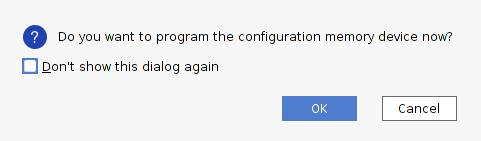 Do you want to program the configuration memory device now?
Don't show this dialog again
OK
Cancel